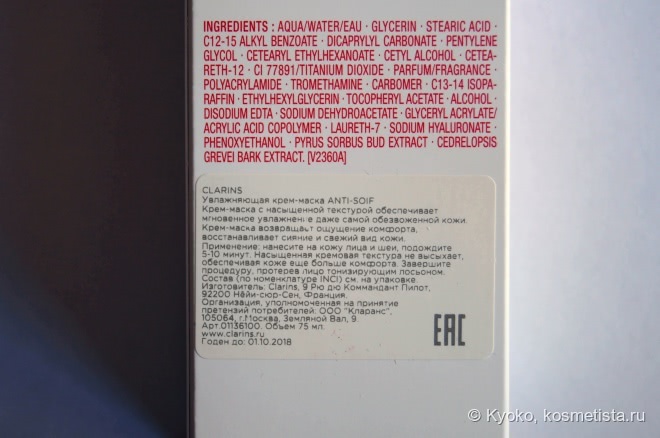 INGREDIENTS : AQUA/WATER/EAU · GLYCERIN · STEARIC ACID ·
C12-15 ALKYL BENZOATE · DICAPRYLYL CARBONATE · PENTYLENE
GLYCOL · CETEARYL ETHYLHEXANOATE · CETYL ALCOHOL · CETEA-
RETH-12 · CI 77891/TITANIUM DIOXIDE · PARFUM/FRAGRANCE ·
POLYACRYLAMIDE · TROMETHAMINE · CARBOMER · C13-14 ISOPA-
RAFFIN · ETHYLHEXYLGLYCERIN · TOCOPHERYL ACETATE · ALCOHOL ·
DISODIUM EDTA · SODIUM DEHYDROACETATE · GLYCERYL ACRYLATE/
ACRYLIC ACID COPOLYMER · LAURETH-7 · SODIUM HYALURONATE ·
PHENOXYETHANOL · PYRUS SORBUS BUD EXTRACT · CEDRELOPSIS
GREVEI BARK EXTRACT. [V2360A]
CLARINS
Увлажняющая крем-маска ANTI-SOIF
Крем-маска с насыщенной текстурой обеспечивает
мгновенное увлажнение даже самой обезвоженной кожи.
Крем-маска возвращает ощущение комфорта,
восстанавливает сияние и свежий вид кожи.
Применение: нанесите на кожу лица и шеи, подождите
5-10 минут. Насыщенная кремовая текстура не высыхает,
обеспечивая коже еще больше комфорта. Завершите
процедуру, протерев лицо тонизирующим лосьоном.
Состав (по номенклатуре INCI) см. на упаковке.
Изготовитель: Clarins, 9 Рю дю Коммандант Пилот,
92200 Нёйи-сюр-Сен, Франция.
Организация, уполномоченная на принятие
претензий потребителей: ООО "Кларанс".
105064, г.Москва, Земляной Вал, 9.
Арт.01136100. Объем 75 мл.
www.clarins.ru
Годен до: 01.10.2018
EAC
© Kyoko, kosmetista.ru